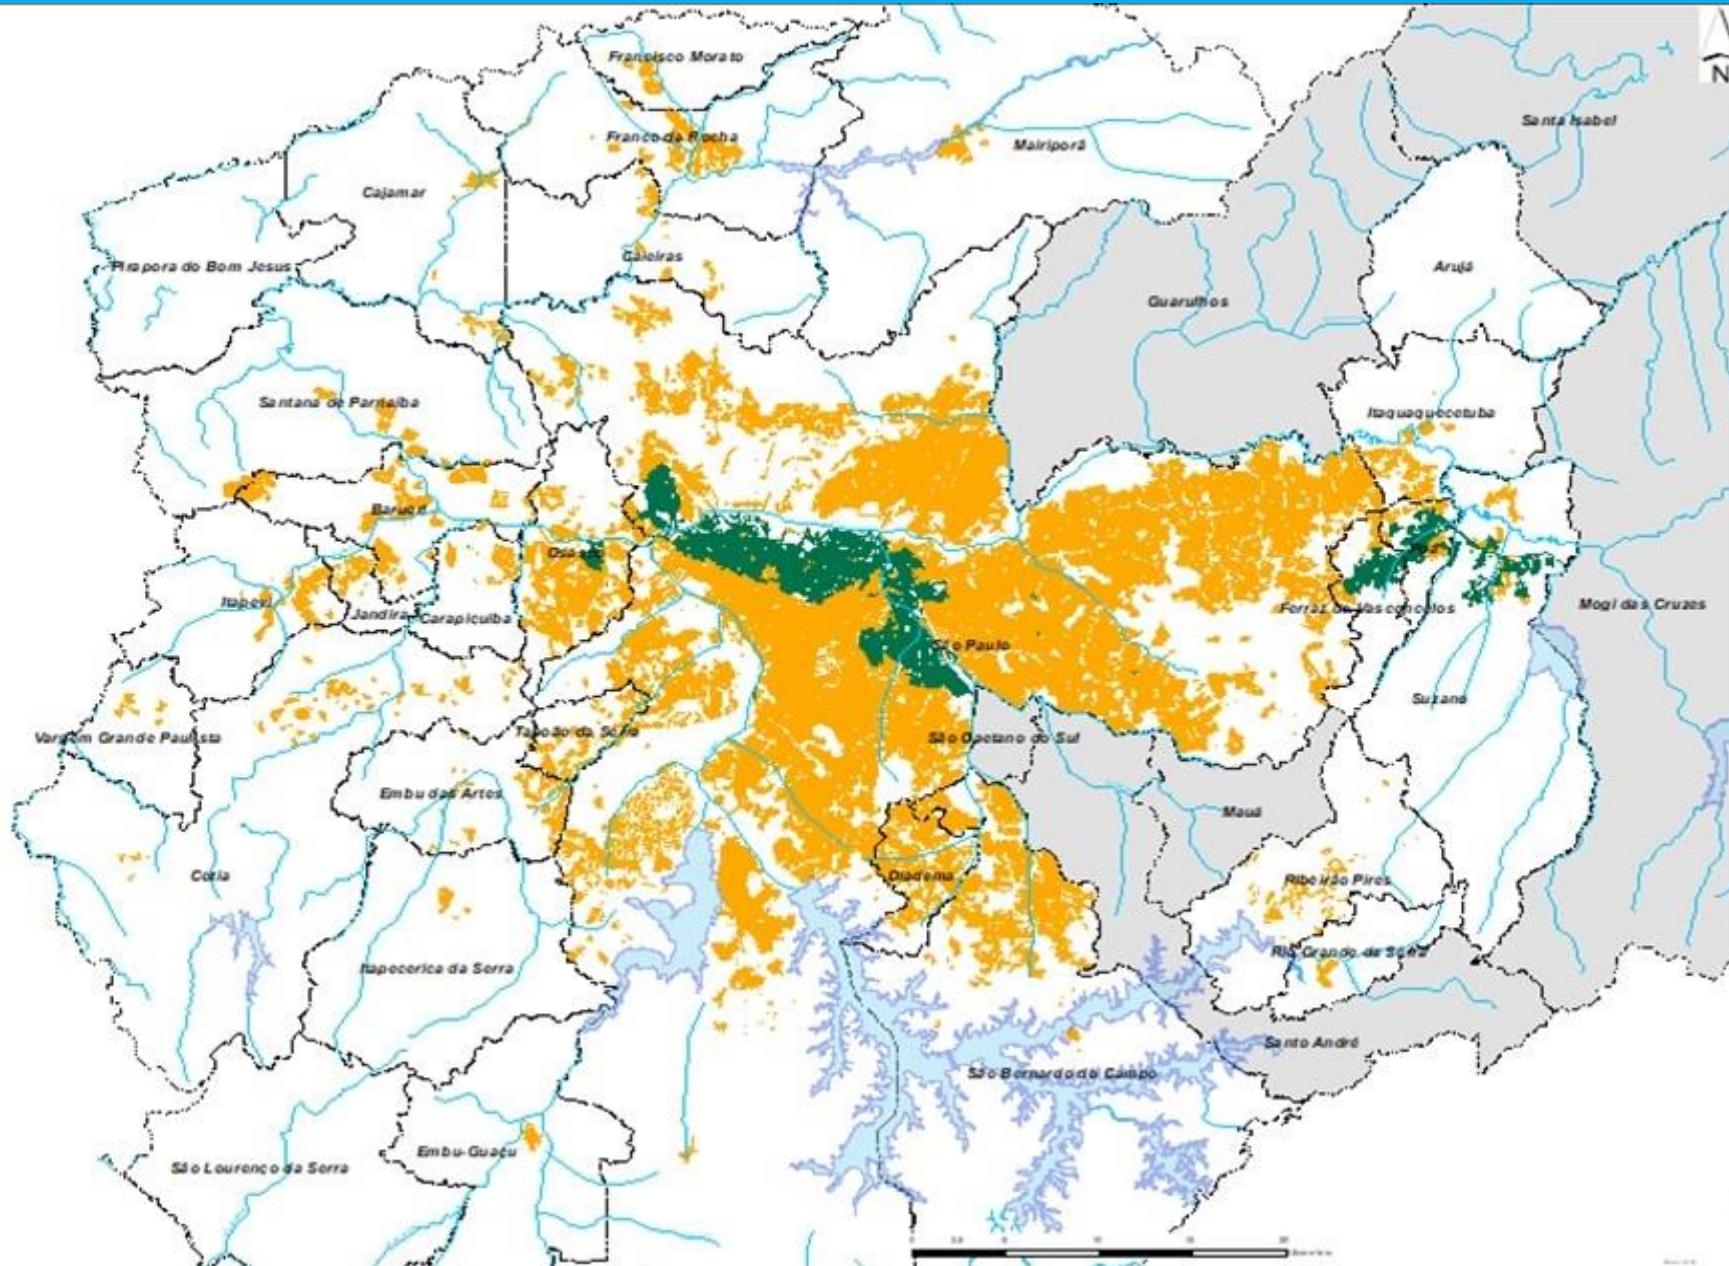 N
Francisco Morato
Santa Isabel
Franco da Rocha
Mairiporã
Cajamar
Caieiras
Pirapora do Bom Jesus
Arujá
Guarulhos
Santana de Parnaíba
Itaquaquecetuba
Barueri
Osasco
Itapevi
Jandira
Carapicuíba
Ferraz de Vasconcelos
Mogi das Cruzes
São Paulo
Suzano
Vargem Grande Paulista
Taboão da Serra
São Caetano do Sul
Embu das Artes
Mauá
Cotia
Diadema
Ribeirão Pires
Itapecerica da Serra
Rio Grande da Serra
Santo André
São Bernardo do Campo
Embu-Guaçu
São Lourenço da Serra